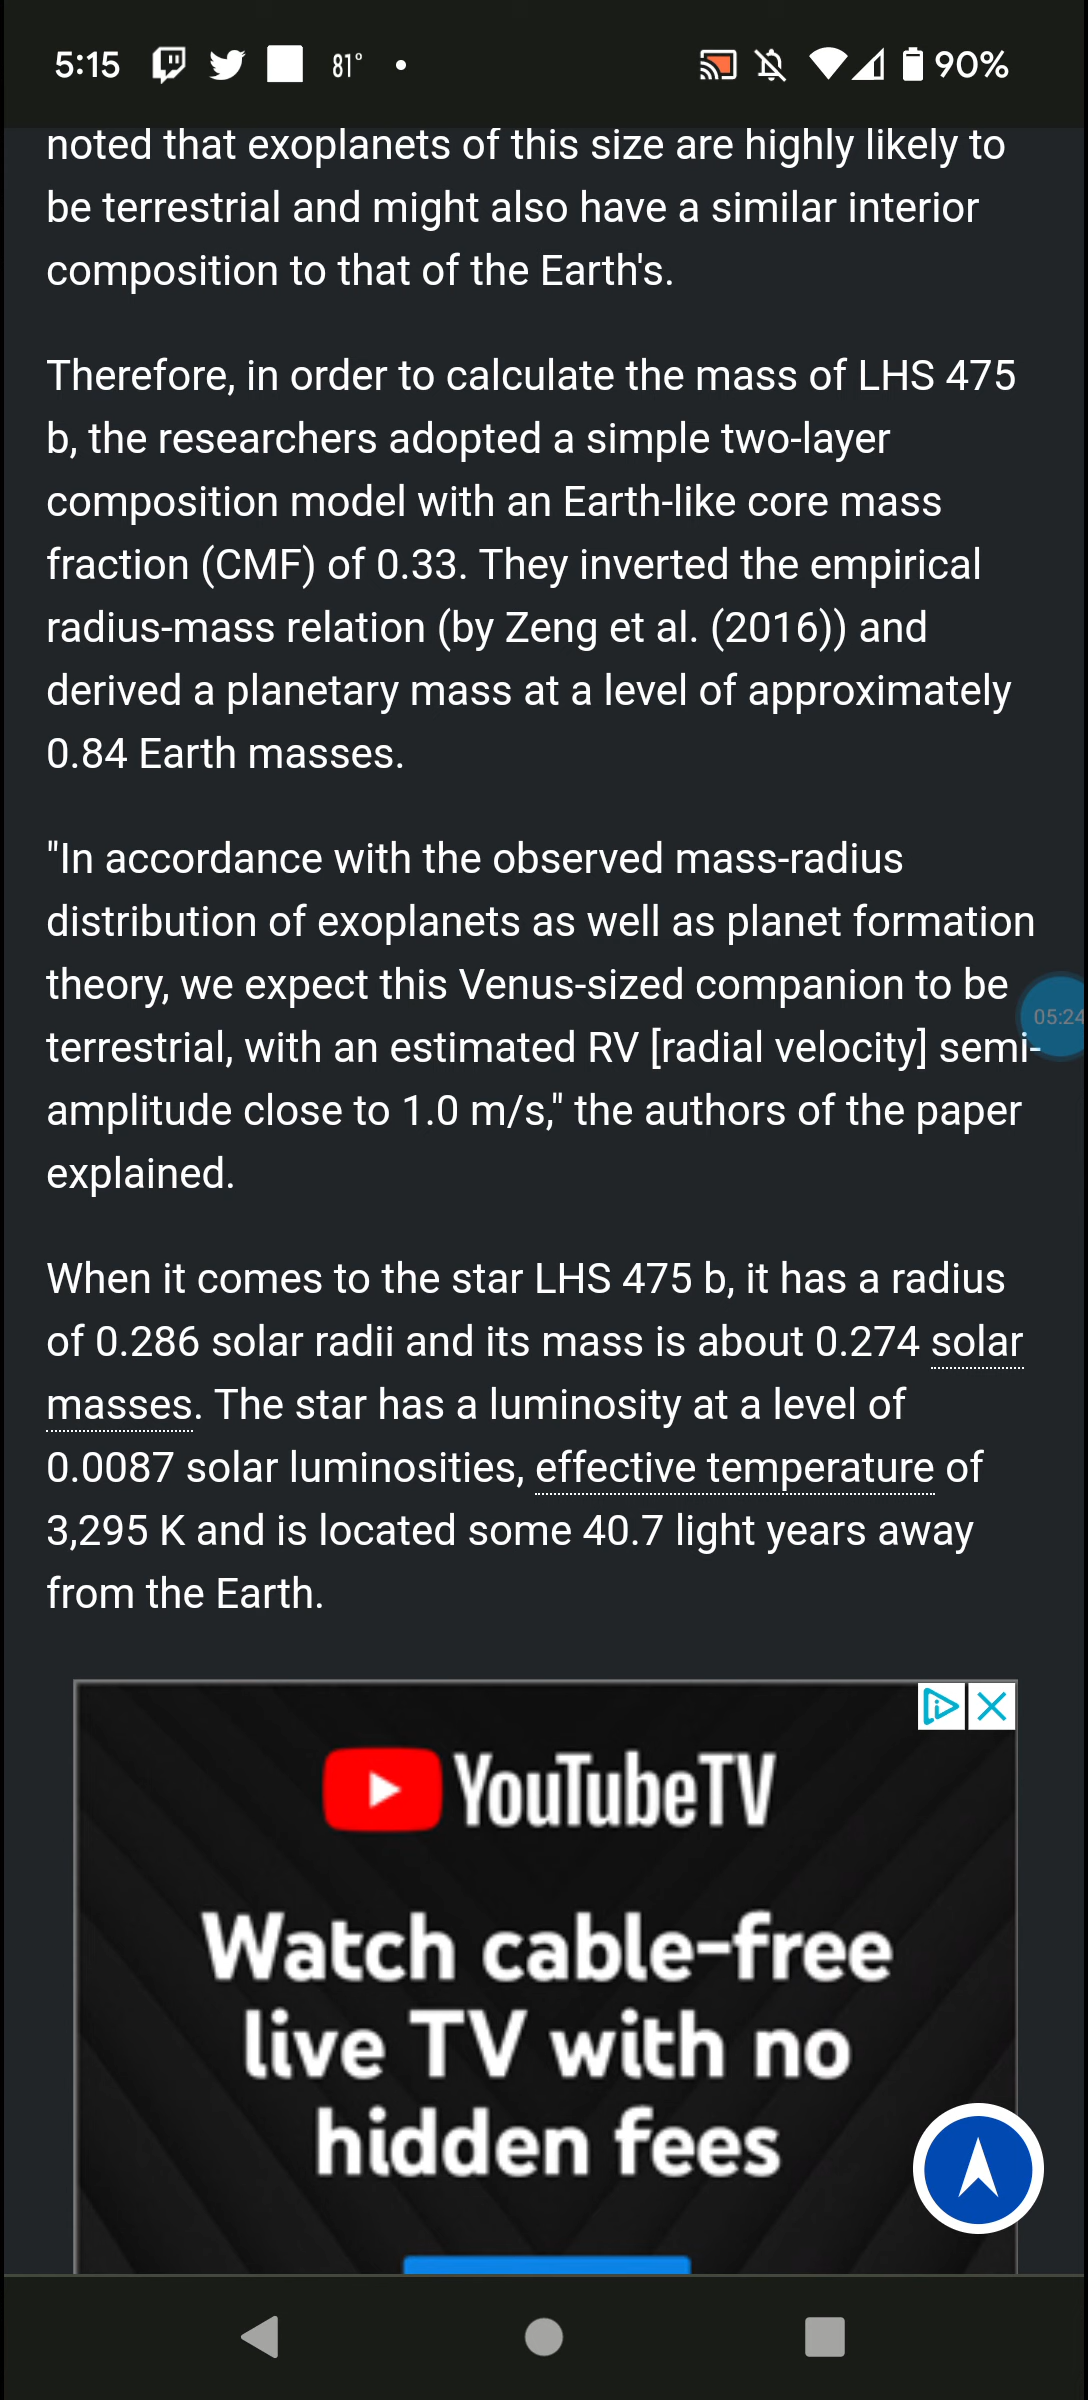 5:15 81° 90%
noted that exoplanets of this size are highly likely to
be terrestrial and might also have a similar interior
composition to that of the Earth's.
Therefore, in order to calculate the mass of LHS 475
b, the researchers adopted a simple two-layer
composition model with an Earth-like core mass
fraction (CMF) of 0.33. They inverted the empirical
radius-mass relation (by Zeng et al. (2016)) and
derived a planetary mass at a level of approximately
0.84 Earth masses.
"In accordance with the observed mass-radius
distribution of exoplanets as well as planet formation
theory, we expect this Venus-sized companion to be
05:24
terrestrial, with an estimated RV [radial velocity] semi-
amplitude close to 1.0 m/s," the authors of the paper
explained.
When it comes to the star LHS 475 b, it has a radius
of 0.286 solar radii and its mass is about 0.274 solar
masses. The star has a luminosity at a level of
0.0087 solar luminosities, effective temperature of
3,295 K and is located some 40.7 light years away
from the Earth.
YouTubeTV
Watch cable-free
live TV with no
hidden fees